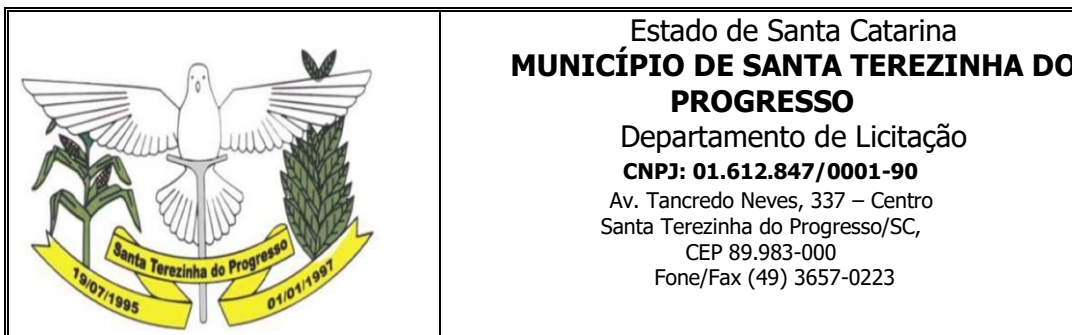 Santa Terezinha do Progresso
19/07/1995
01/01/1997
Estado de Santa Catarina
MUNICÍPIO DE SANTA TEREZINHA DO
PROGRESSO
Departamento de Licitação
CNPJ: 01.612.847/0001-90
Av. Tancredo Neves, 337 – Centro
Santa Terezinha do Progresso/SC,
CEP 89.983-000
Fone/Fax (49) 3657-0223